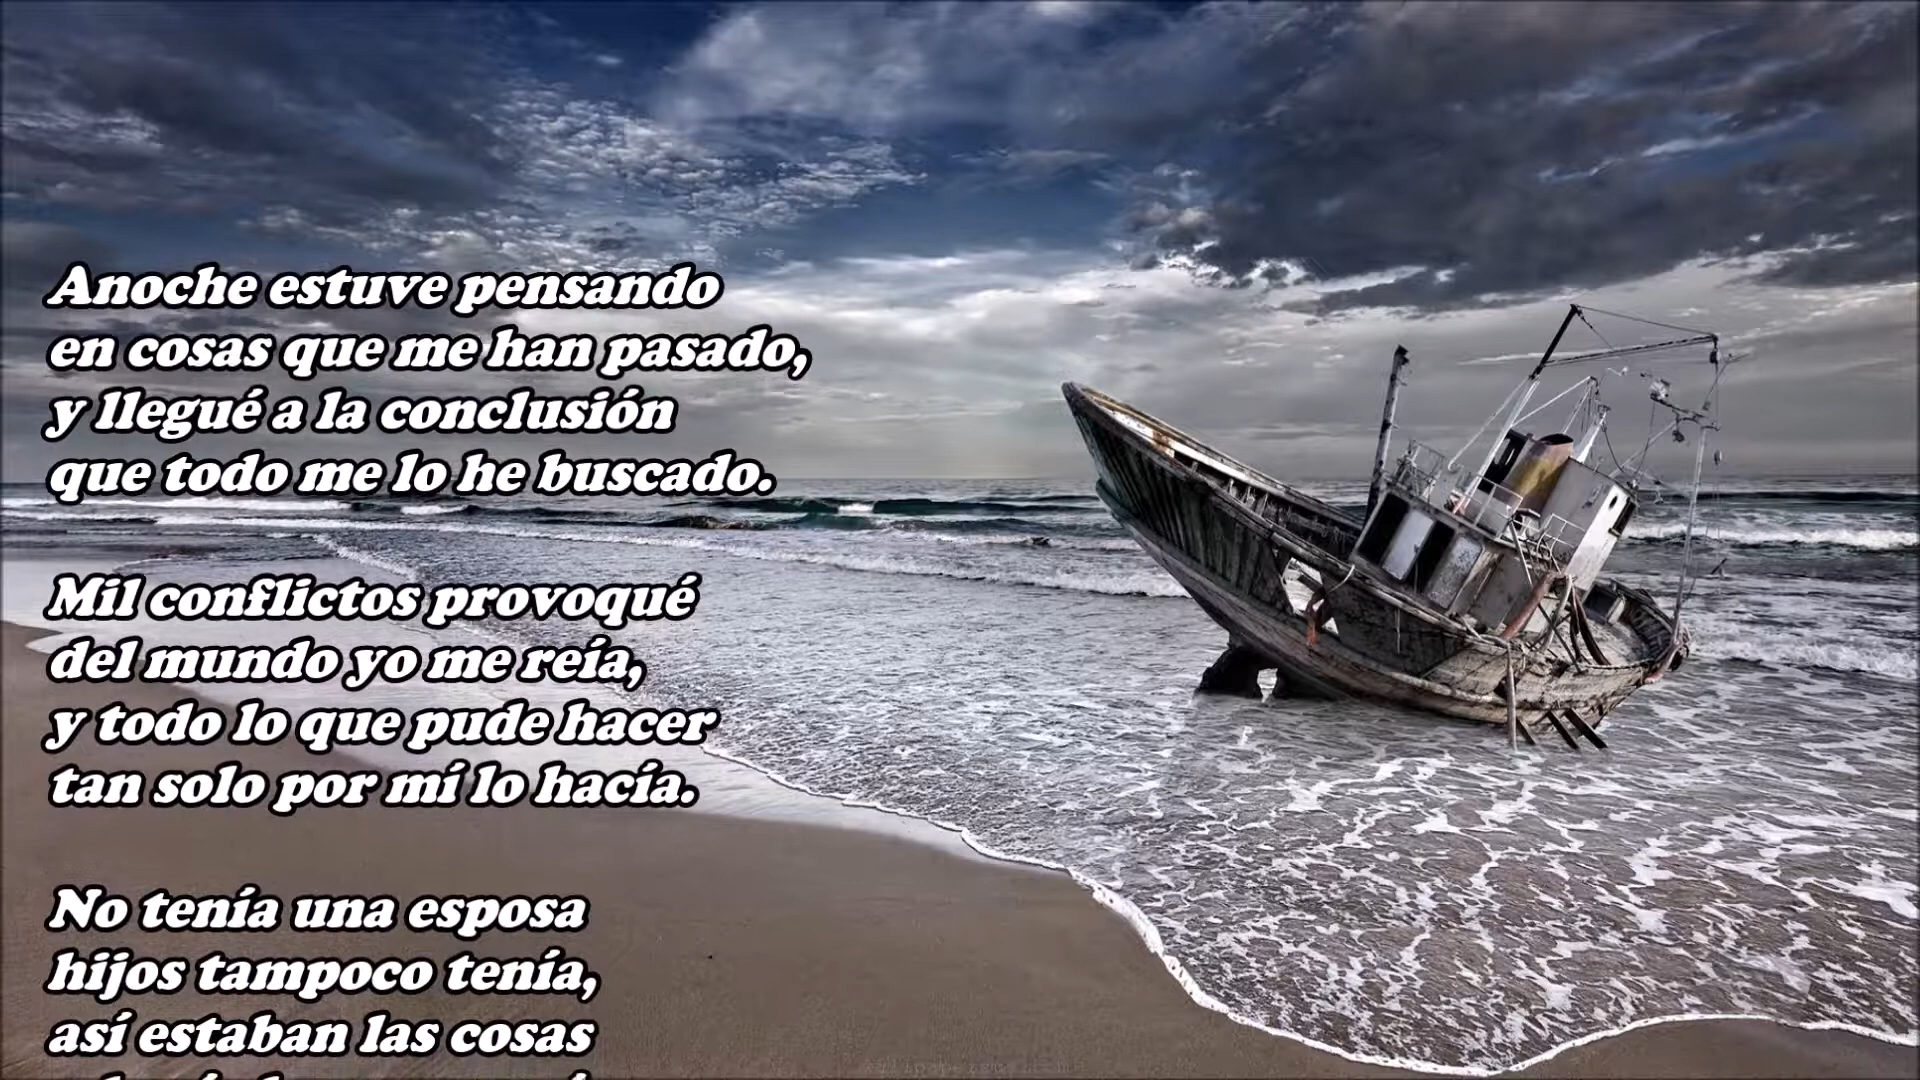 Anoche estuve pensando
en cosas que me han pasado,
y llegué a la conclusión
que todo me lo he buscado.
Mil conflictos provoqué
del mundo yo me reía,
y todo lo que pude hacer
tan solo por mí lo hacía.
No tenía una esposa
hijos tampoco tenía,
así estaban las cosas